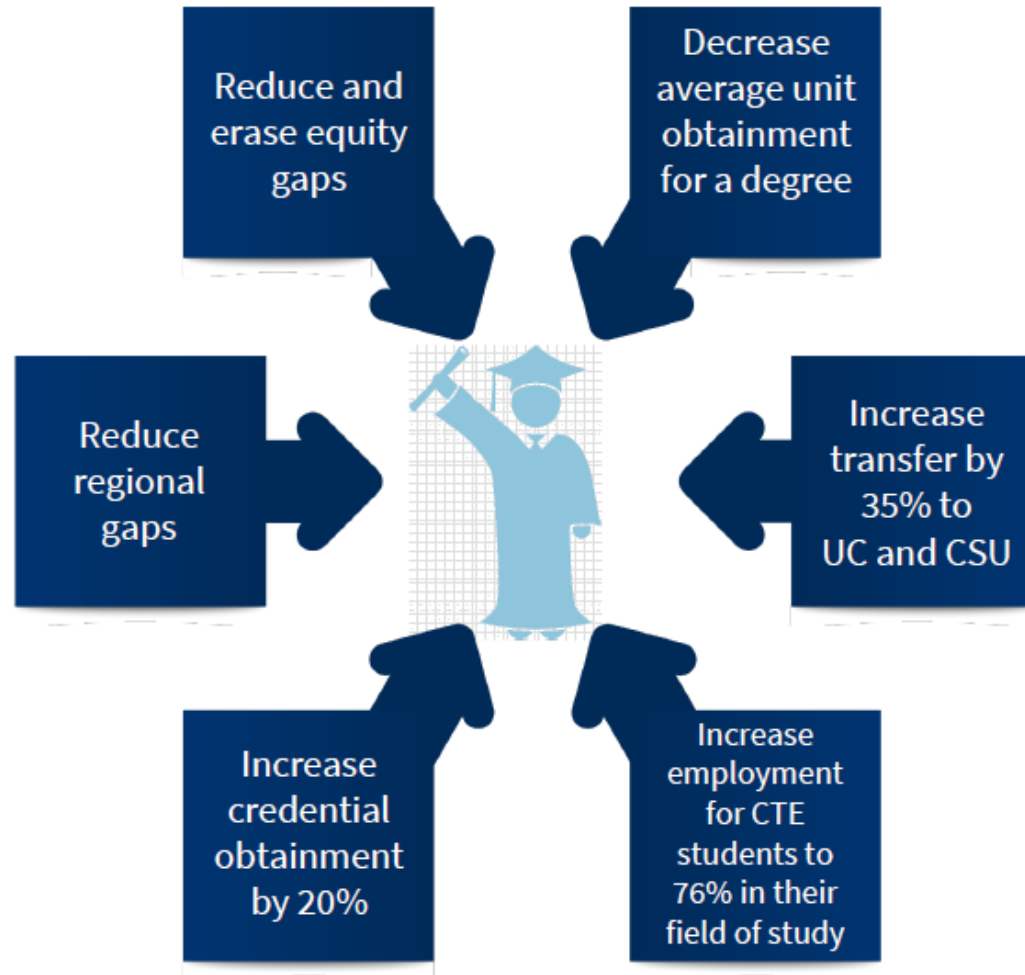 Reduce and
erase equity
gaps
Decrease
average unit
obtainment
for a degree
Reduce
regional
gaps
Increase
transfer by
35% to
UC and CSU
Increase
credential
obtainment
by 20%
Increase
employment
for CTE
students to
76% in their
field of study